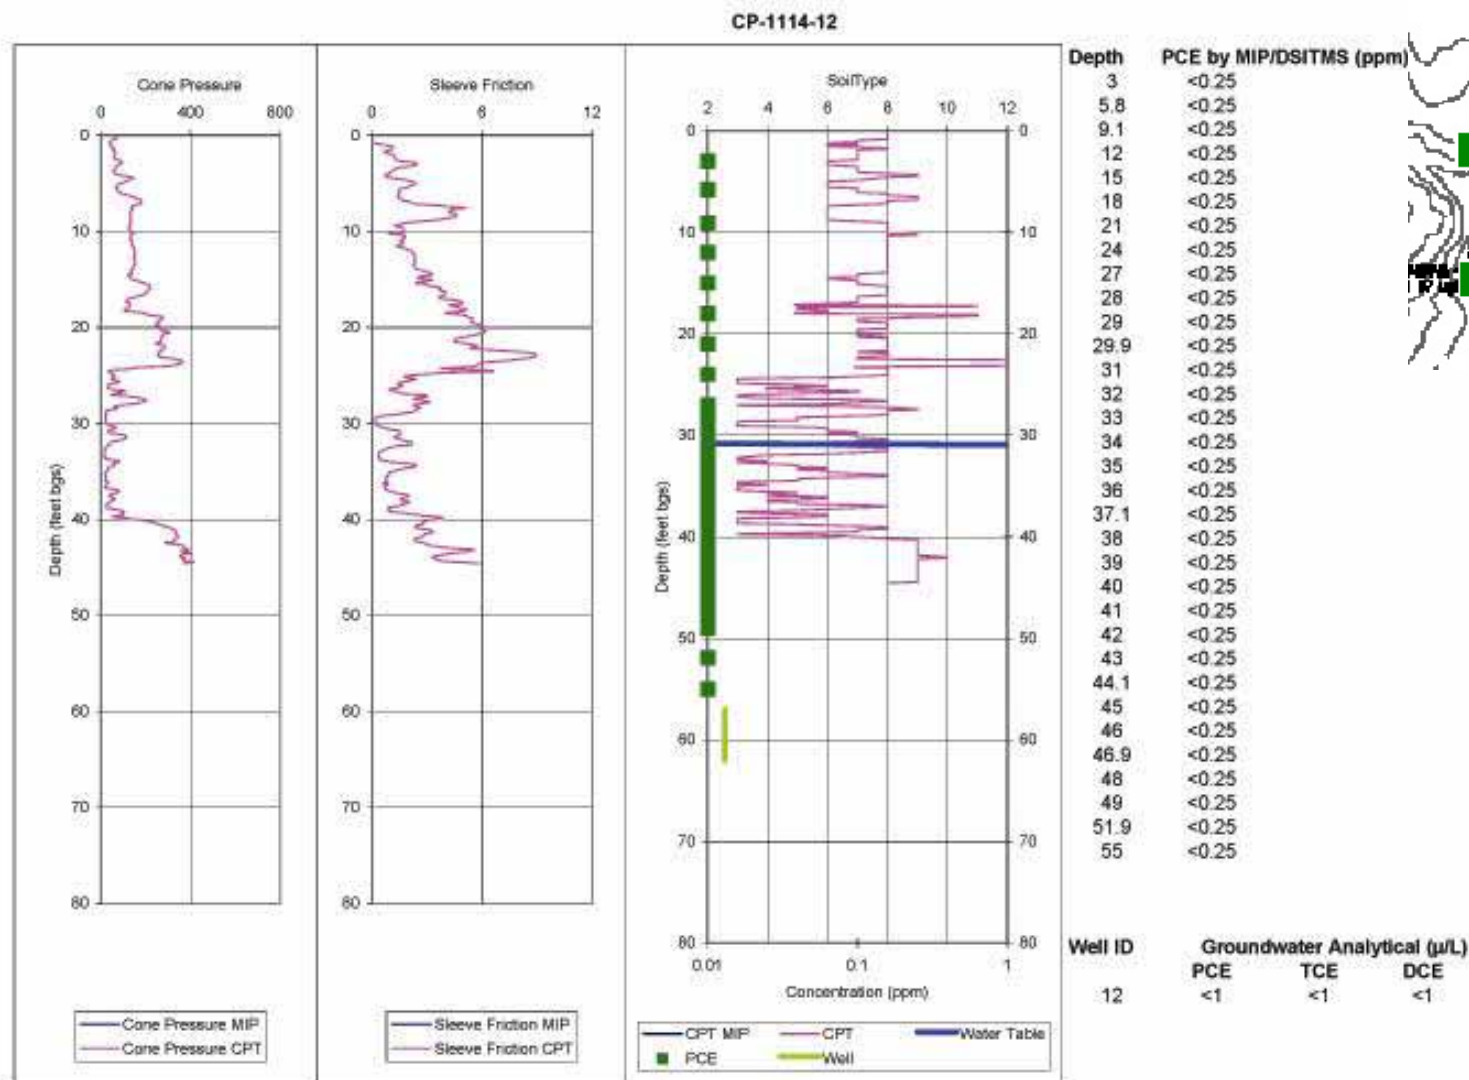 CP-1114-12
Cone Pressure
0 400 800
0
10
20
30
40
50
60
70
80
Depth (feet bgs)
Cone Pressure MIP
Cone Pressure CPT
Sleeve Friction
0 6 12
0
10
20
30
40
50
60
70
80
Sleeve Friction MIP
Sleeve Friction CPT
SoilType
2 4 6 8 10 12
0 0
10 10
20 20
30 30
40 40
50 50
60 60
70 70
80 80
Depth (feet bgs)
0.01 0.1 1
Concentration (ppm)
CPT MIP CPT Water Table
PCE Well
Depth PCE by MIP/DSITMS (ppm)
3 <0.25
5.8 <0.25
9.1 <0.25
12 <0.25
15 <0.25
18 <0.25
21 <0.25
24 <0.25
27 <0.25
28 <0.25
29 <0.25
29.9 <0.25
31 <0.25
32 <0.25
33 <0.25
34 <0.25
35 <0.25
36 <0.25
37.1 <0.25
38 <0.25
39 <0.25
40 <0.25
41 <0.25
42 <0.25
43 <0.25
44.1 <0.25
45 <0.25
46 <0.25
46.9 <0.25
48 <0.25
49 <0.25
51.9 <0.25
55 <0.25
Well ID Groundwater Analytical (µ/L)
PCE TCE DCE
12 <1 <1 <1